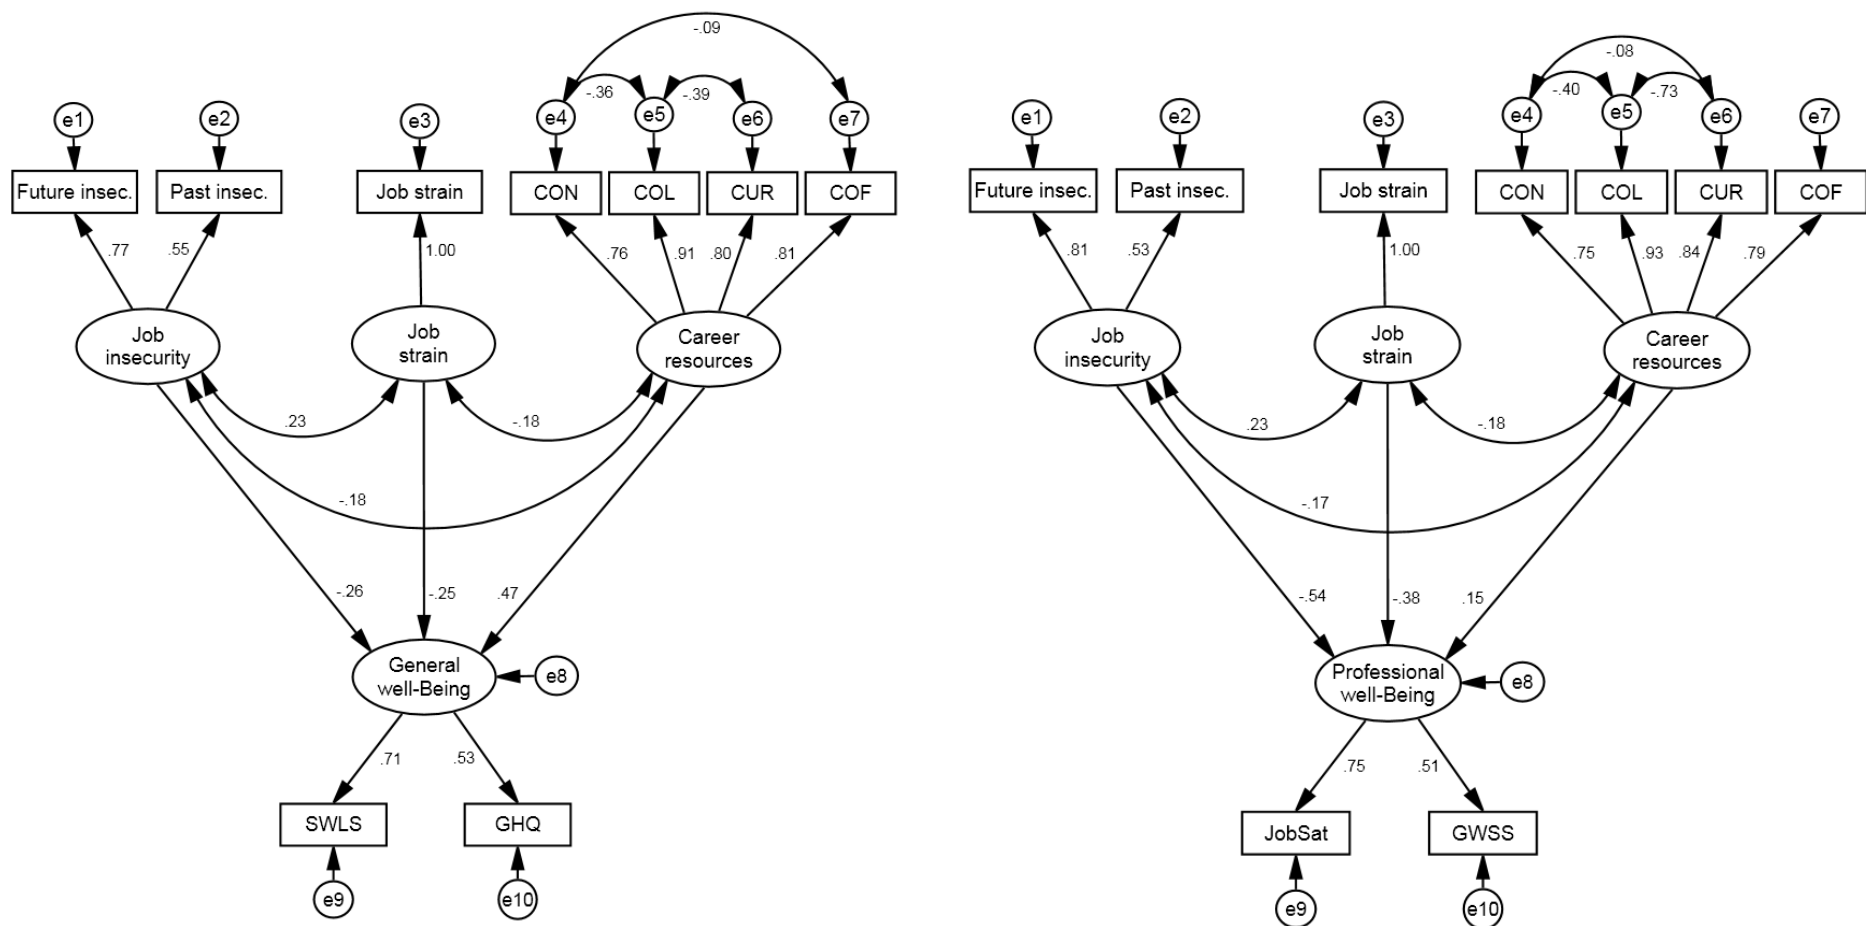 -.09
-.36
-.39
e1
e2
e3
e4
e5
e6
e7
Future insec.
Past insec.
Job strain
CON
COL
CUR
COF
.77
.55
1.00
.76
.91
.80
.81
Job
insecurity
Job
strain
Career
resources
.23
-.18
-.18
-.26
-.25
.47
General
well-Being
e8
.71
.53
SWLS
GHQ
e9
e10
-.08
-.40
-.73
e1
e2
e3
e4
e5
e6
e7
Future insec.
Past insec.
Job strain
CON
COL
CUR
COF
.81
.53
1.00
.75
.93
.84
.79
Job
insecurity
Job
strain
Career
resources
.23
-.18
-.17
-.54
-.38
.15
Professional
well-Being
e8
.75
.51
JobSat
GWSS
e9
e10